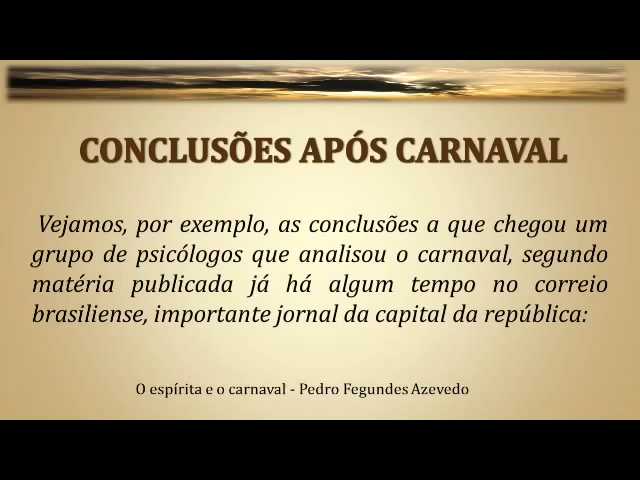 CONCLUSÕES APÓS CARNAVAL
Vejamos, por exemplo, as conclusões a que chegou um
grupo de psicólogos que analisou o carnaval, segundo
matéria publicada já há algum tempo no correio
brasiliense, importante jornal da capital da república:
O espírita e o carnaval - Pedro Fegundes Azevedo